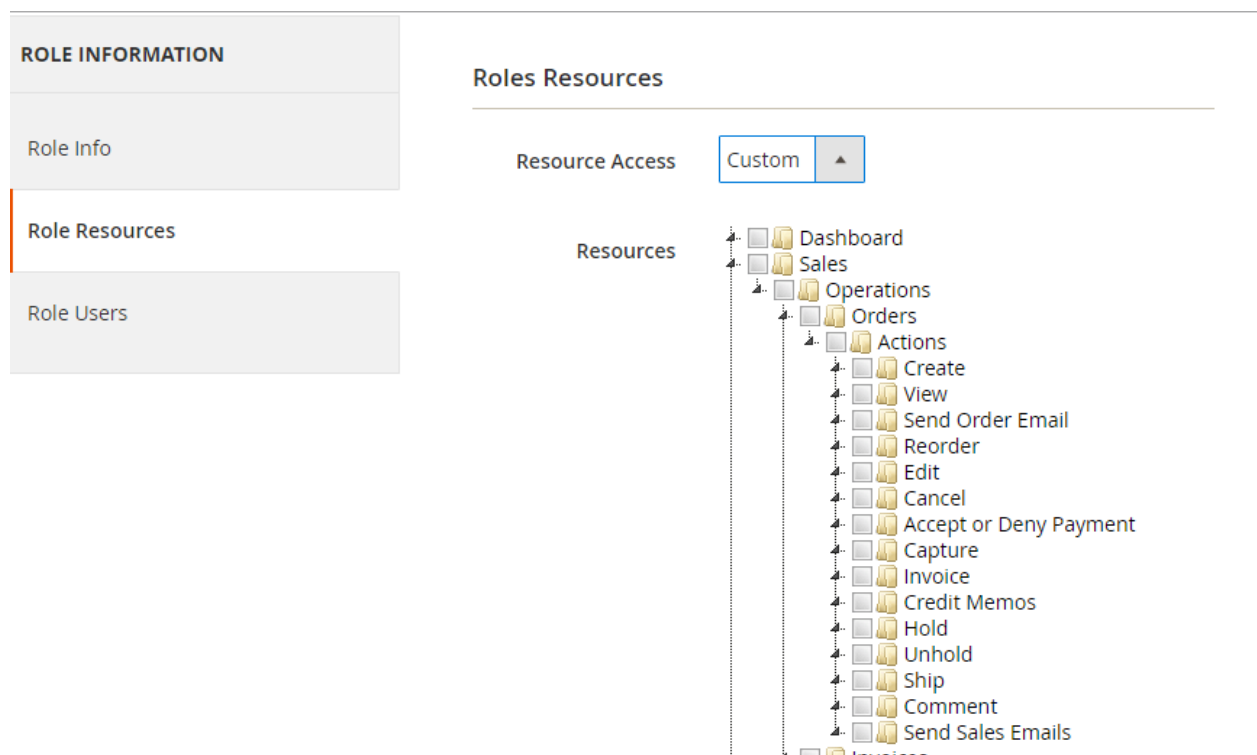 ROLE INFORMATION
Role Info
Role Resources
Role Users
Roles Resources
Resource Access Custom
Resources
Dashboard
Sales
Operations
Orders
Actions
Create
View
Send Order Email
Reorder
Edit
Cancel
Accept or Deny Payment
Capture
Invoice
Credit Memos
Hold
Unhold
Ship
Comment
Send Sales Emails
Invoices